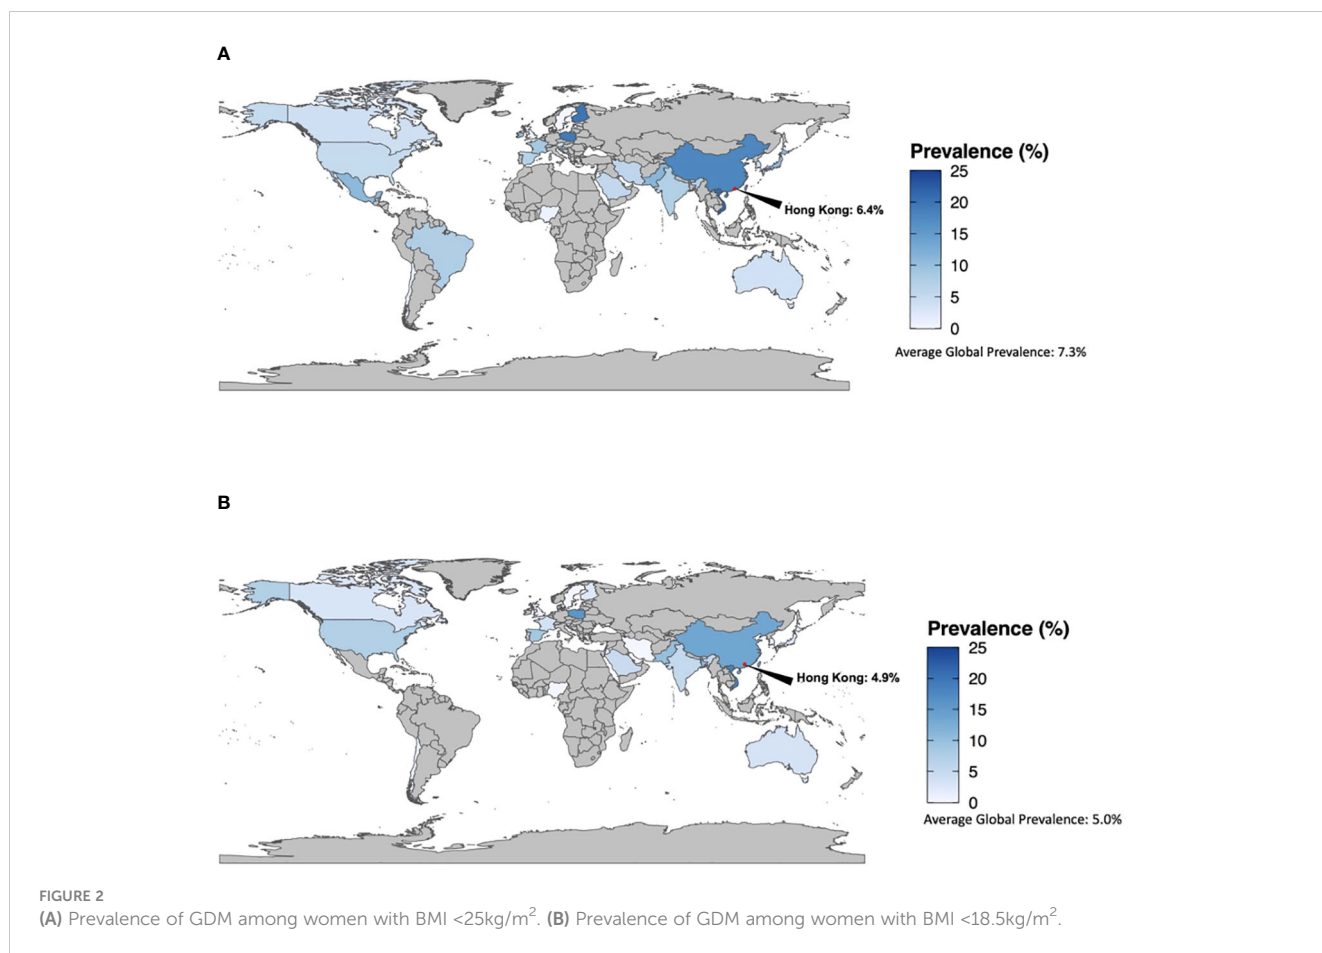 A
Prevalence (%)
25
20
15
10
5
0
Hong Kong: 6.4%
Average Global Prevalence: 7.3%
B
Prevalence (%)
25
20
15
10
5
0
Hong Kong: 4.9%
Average Global Prevalence: 5.0%
FIGURE 2
(A) Prevalence of GDM among women with BMI <25kg/m². (B) Prevalence of GDM among women with BMI <18.5kg/m².